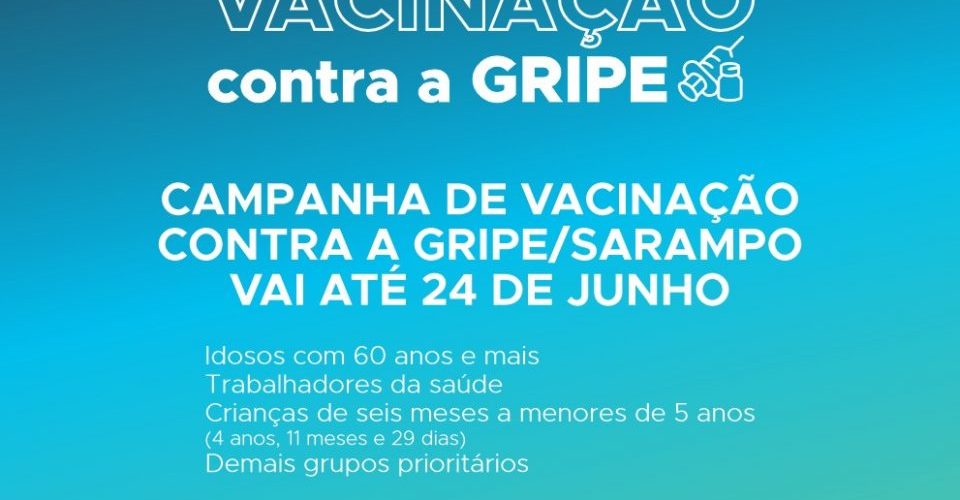 VACINAÇÃO
contra a GRIPE
CAMPANHA DE VACINAÇÃO
CONTRA A GRIPE/SARAMPO
VAI ATÉ 24 DE JUNHO
Idosos com 60 anos e mais
Trabalhadores da saúde
Crianças de seis meses a menores de 5 anos
(4 anos, 11 meses e 29 dias)
Demais grupos prioritários